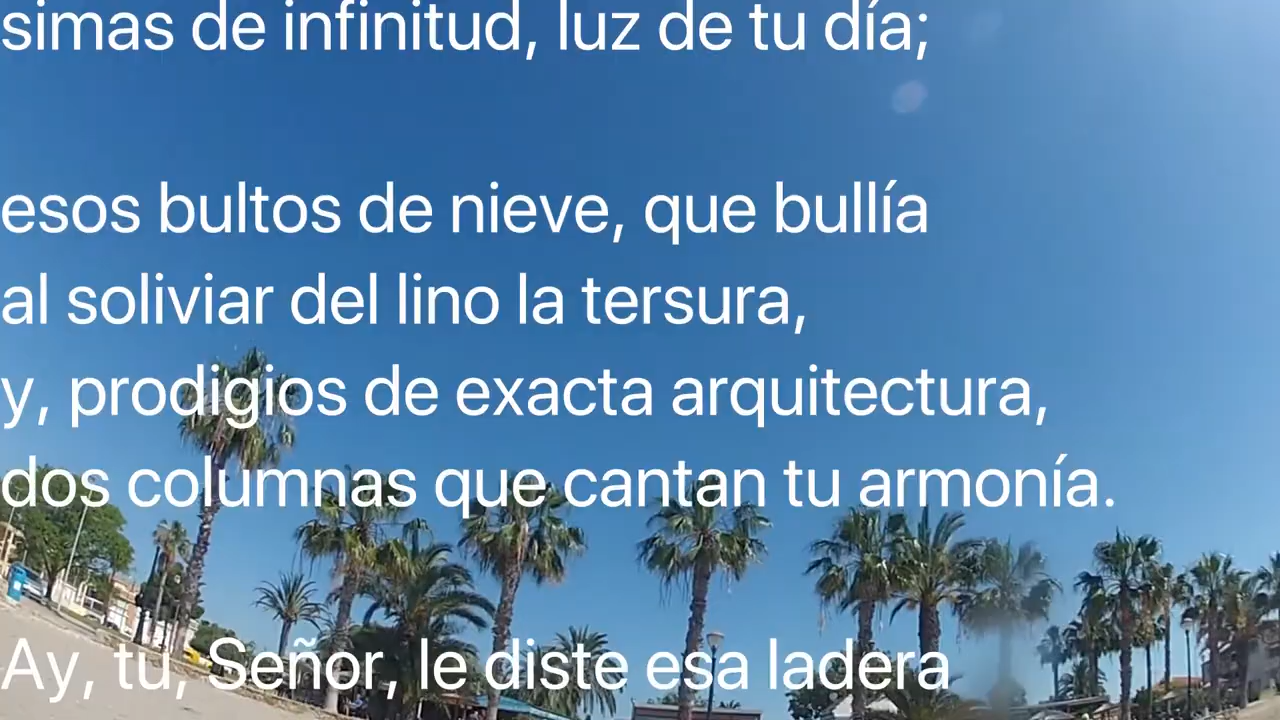 simas de infinitud, luz de tu día;
esos bultos de nieve, que bullía
al soliviar del lino la tersura,
y, prodigios de exacta arquitectura,
dos columnas que cantan tu armonía.
Ay, tú, Señor, le diste esa ladera